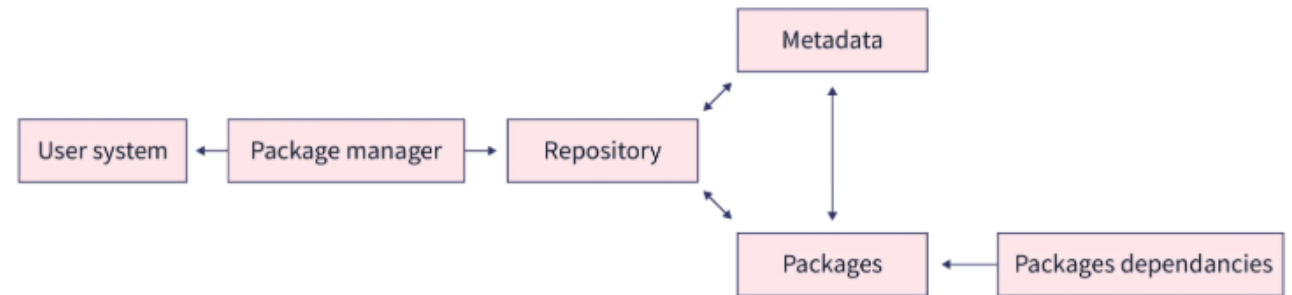 Metadata
User system
Package manager
Repository
Packages
Packages dependancies